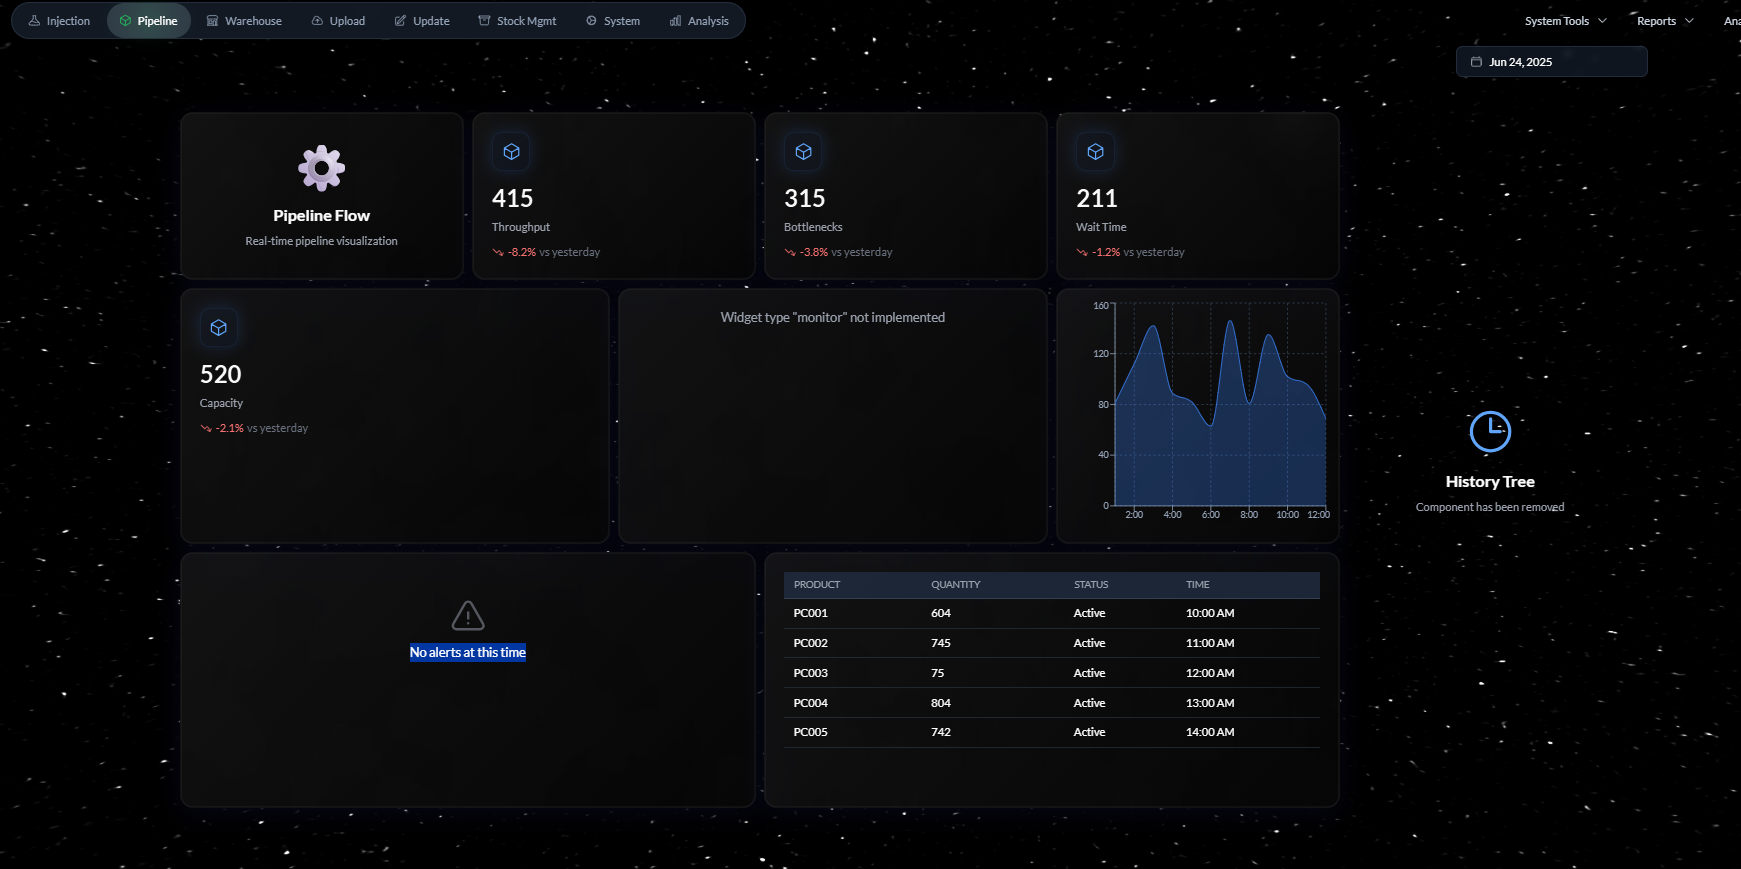 Injection Pipeline Warehouse Upload Update Stock Mgmt System Analysis System Tools Reports Ana
Jun 24, 2025
Pipeline Flow
Real-time pipeline visualization
415
Throughput
-8.2% vs yesterday
315
Bottlenecks
-3.8% vs yesterday
211
Wait Time
-1.2% vs yesterday
520
Capacity
-2.1% vs yesterday
Widget type "monitor" not implemented
160
120
80
40
0
2:00 4:00 6:00 8:00 10:00 12:00
History Tree
Component has been removed
No alerts at this time
PRODUCT QUANTITY STATUS TIME
PC001 604 Active 10:00 AM
PC002 745 Active 11:00 AM
PC003 75 Active 12:00 AM
PC004 804 Active 13:00 AM
PC005 742 Active 14:00 AM